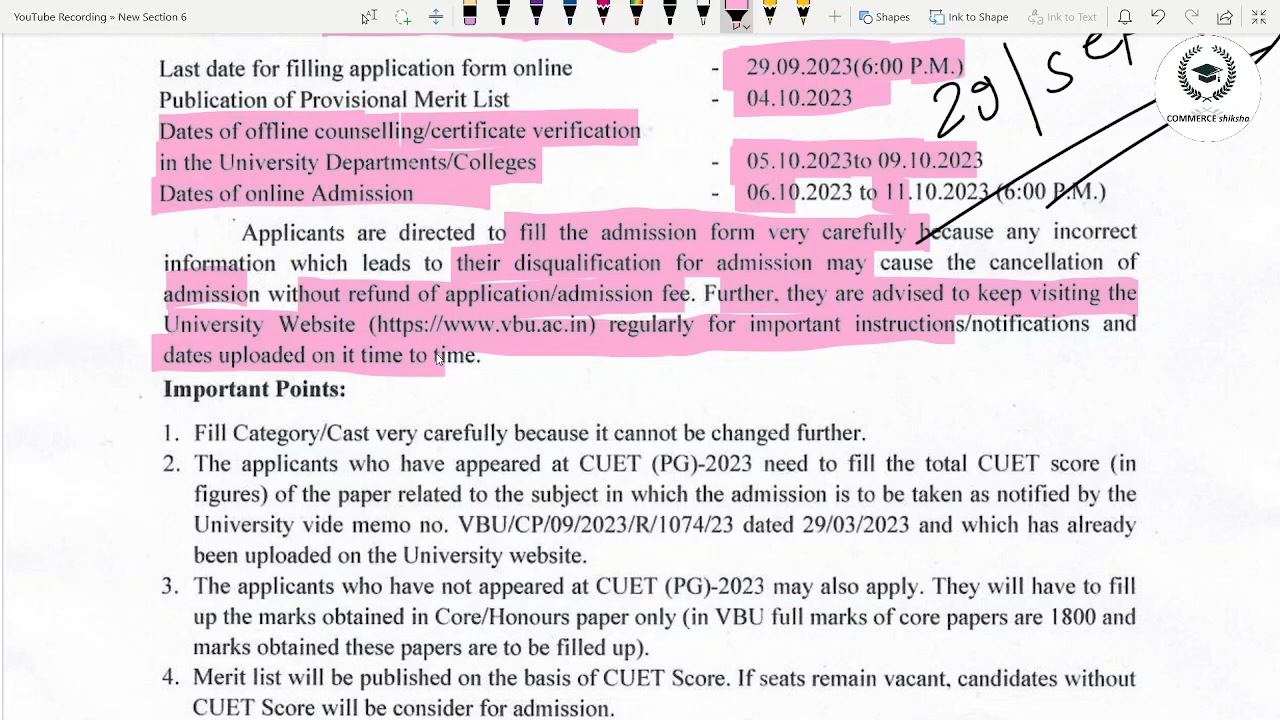 YouTube Recording » New Section 6
Shapes
Ink to Shape
Ink to Text
Last date for filling application form online - 29.09.2023(6:00 P.M.)
Publication of Provisional Merit List - 04.10.2023
29/Sep
COMMERCE shiksha
Dates of offline counselling/certificate verification
in the University Departments/Colleges - 05.10.2023to 09.10.2023
Dates of online Admission - 06.10.2023 to 11.10.2023 (6:00 P.M.)
Applicants are directed to fill the admission form very carefully because any incorrect
information which leads to their disqualification for admission may cause the cancellation of
admission without refund of application/admission fee. Further, they are advised to keep visiting the
University Website (https://www.vbu.ac.in) regularly for important instructions/notifications and
dates uploaded on it time to time.
Important Points:
1. Fill Category/Cast very carefully because it cannot be changed further.
2. The applicants who have appeared at CUET (PG)-2023 need to fill the total CUET score (in
figures) of the paper related to the subject in which the admission is to be taken as notified by the
University vide memo no. VBU/CP/09/2023/R/1074/23 dated 29/03/2023 and which has already
been uploaded on the University website.
3. The applicants who have not appeared at CUET (PG)-2023 may also apply. They will have to fill
up the marks obtained in Core/Honours paper only (in VBU full marks of core papers are 1800 and
marks obtained these papers are to be filled up).
4. Merit list will be published on the basis of CUET Score. If seats remain vacant, candidates without
CUET Score will be consider for admission.